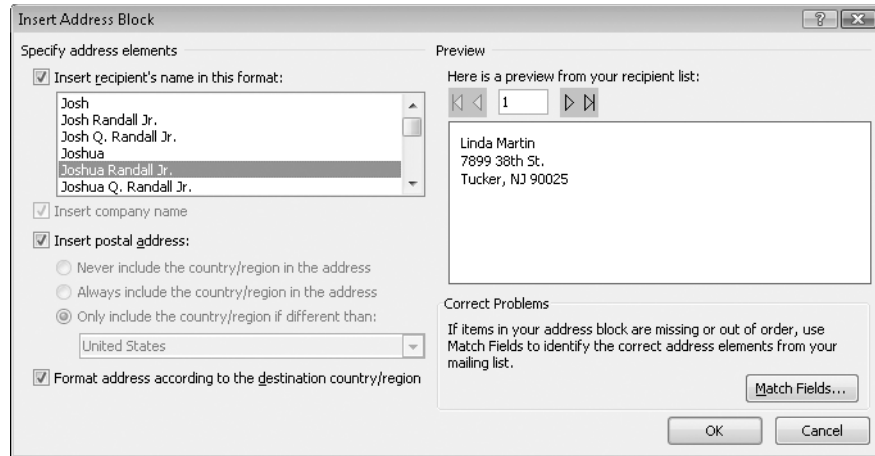 Insert Address Block
Specify address elements
Insert recipient's name in this format:
Josh
Josh Randall Jr.
Josh Q. Randall Jr.
Joshua
Joshua Randall Jr.
Joshua Q. Randall Jr.
Insert company name
Insert postal address:
Never include the country/region in the address
Always include the country/region in the address
Only include the country/region if different than:
United States
Format address according to the destination country/region
Preview
Here is a preview from your recipient list:
1
Linda Martin
7899 38th St.
Tucker, NJ 90025
Correct Problems
If items in your address block are missing or out of order, use
Match Fields to identify the correct address elements from your
mailing list.
Match Fields...
OK
Cancel